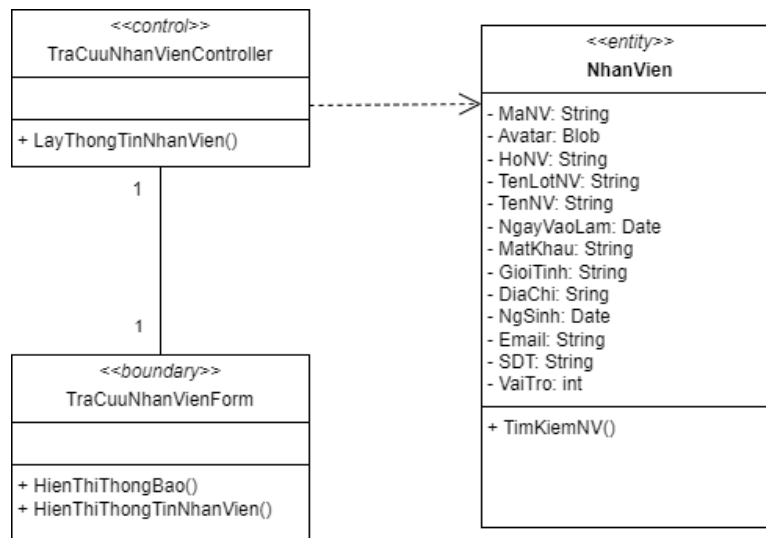 <<control>>
TraCuuNhanVienController
+ LayThongTinNhanVien()
1
1
<<boundary>>
TraCuuNhanVienForm
+ HienThiThongBao()
+ HienThiThongTinNhanVien()
<<entity>>
NhanVien
- MaNV: String
- Avatar: Blob
- HoNV: String
- TenLotNV: String
- TenNV: String
- NgayVaoLam: Date
- MatKhau: String
- GioiTinh: String
- DiaChi: Sring
- NgSinh: Date
- Email: String
- SDT: String
- VaiTro: int
+ TimKiemNV()